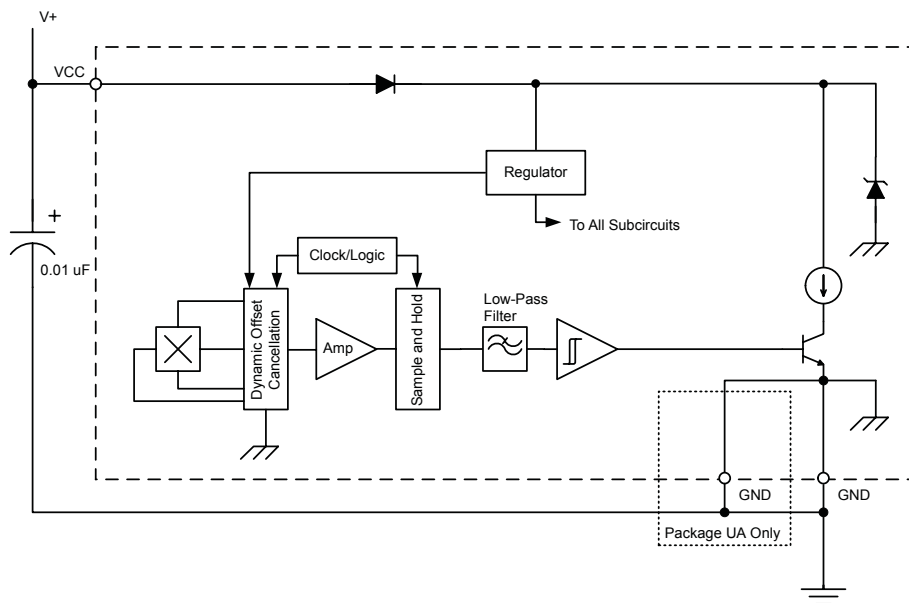 V+
VCC
Regulator
To All Subcircuits
+
0.01 uF
Clock/Logic
Dynamic Offset
Cancellation
Amp
Sample and Hold
Low-Pass
Filter
GND
GND
Package UA Only